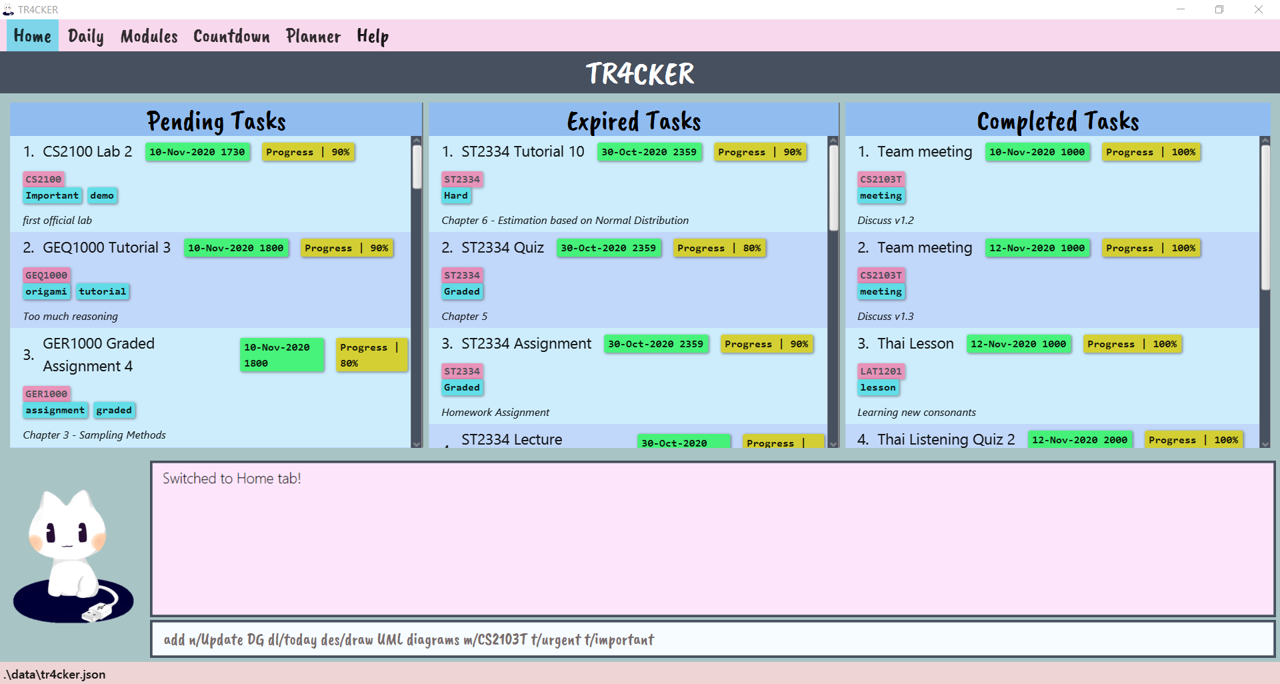 TR4CKER
Home Daily Modules Countdown Planner Help
TR4CKER
Pending Tasks
1. CS2100 Lab 2 10-Nov-2020 1730 Progress | 90%
CS2100
Important demo
first official lab
2. GEQ1000 Tutorial 3 10-Nov-2020 1800 Progress | 90%
GEQ1000
origami tutorial
Too much reasoning
3. GER1000 Graded Assignment 4 10-Nov-2020 1800 Progress | 80%
GER1000
assignment graded
Chapter 3 - Sampling Methods
Expired Tasks
1. ST2334 Tutorial 10 30-Oct-2020 2359 Progress | 90%
ST2334
Hard
Chapter 6 - Estimation based on Normal Distribution
2. ST2334 Quiz 30-Oct-2020 2359 Progress | 80%
ST2334
Graded
Chapter 5
3. ST2334 Assignment 30-Oct-2020 2359 Progress | 90%
ST2334
Graded
Homework Assignment
ST2334 Lecture 30-Oct-2020 Progress |
Completed Tasks
1. Team meeting 10-Nov-2020 1000 Progress | 100%
CS2103T
meeting
Discuss v1.2
2. Team meeting 12-Nov-2020 1000 Progress | 100%
CS2103T
meeting
Discuss v1.3
3. Thai Lesson 12-Nov-2020 1000 Progress | 100%
LAT1201
lesson
Learning new consonants
4. Thai Listening Quiz 2 12-Nov-2020 2000 Progress | 100%
Switched to Home tab!
add n/Update DG dl/today des/draw UML diagrams m/CS2103T t/urgent t/important
.\data\tr4cker.json